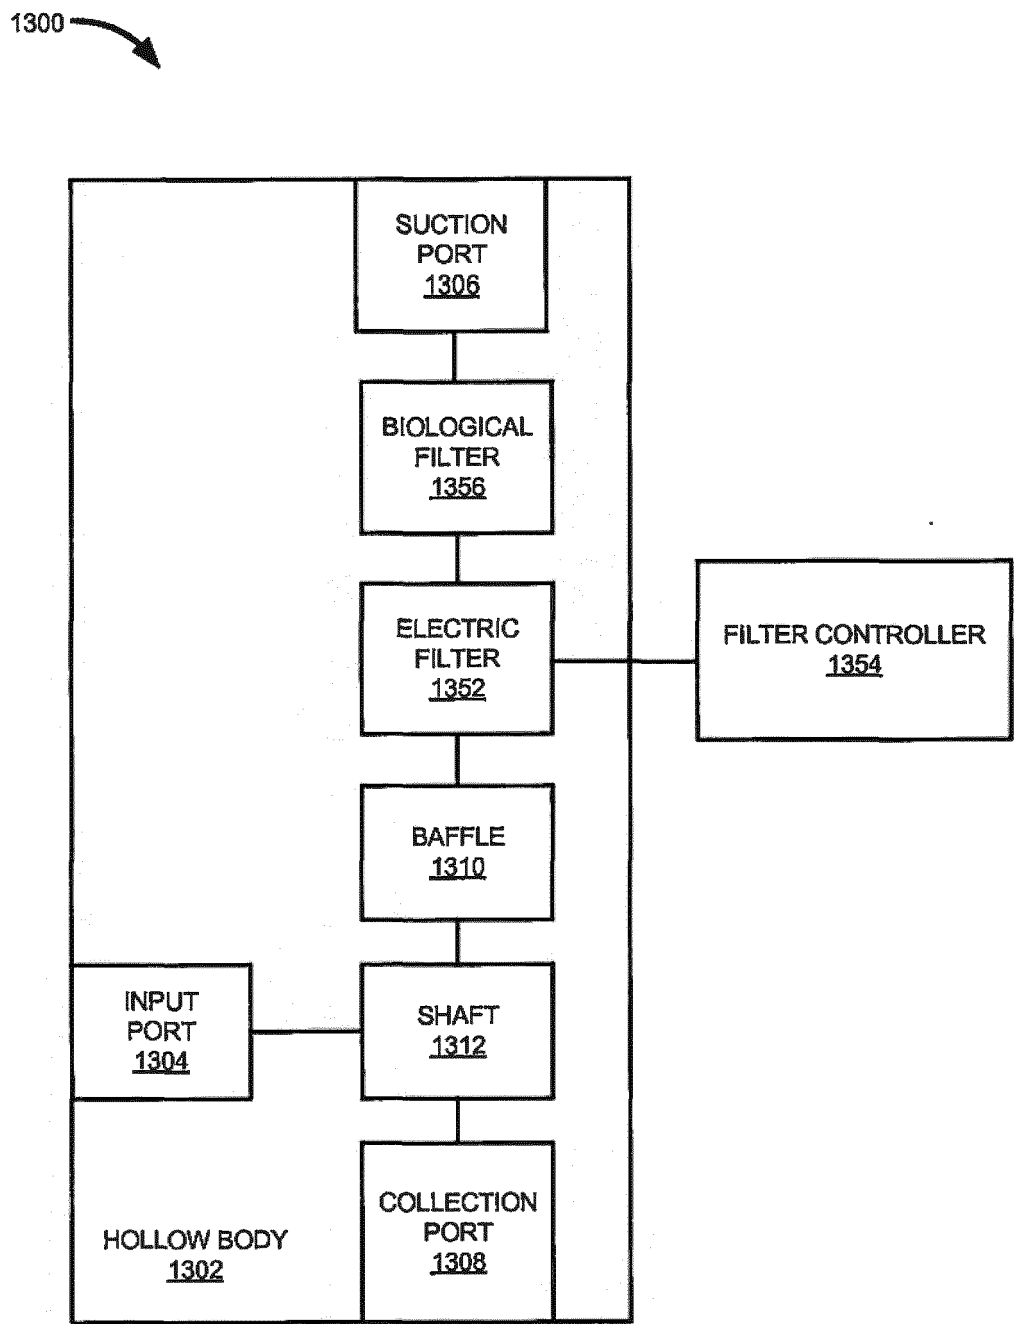 1300
SUCTION
PORT
1306
BIOLOGICAL
FILTER
1356
ELECTRIC
FILTER
1352
FILTER CONTROLLER
1354
BAFFLE
1310
INPUT
PORT
1304
SHAFT
1312
COLLECTION
PORT
1308
HOLLOW BODY
1302